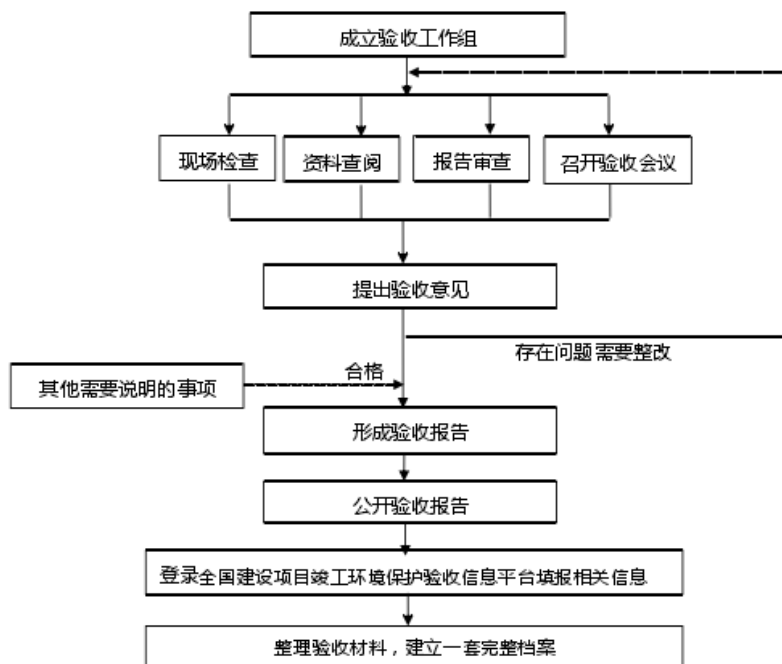 成立验收工作组
现场检查
资料查阅
报告审查
召开验收会议
提出验收意见
存在问题需要整改
合格
其他需要说明的事项
形成验收报告
公开验收报告
登录全国建设项目竣工环境保护验收信息平台填报相关信息
整理验收材料，建立一套完整档案